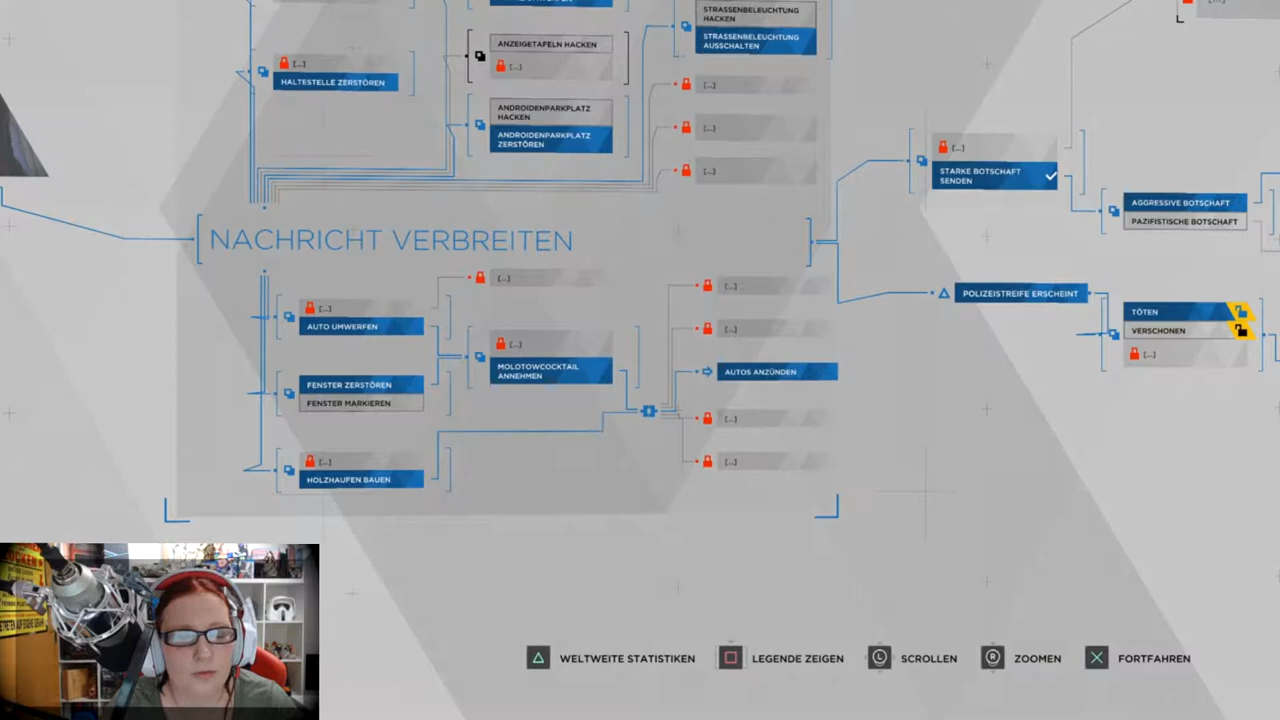 STRASSENBELEUCHTUNG
HACKEN
STRASSENBELEUCHTUNG
AUSSCHALTEN
[...]
HALTESTELLE ZERSTÖREN
ANZEIGETAFELN HACKEN
[...]
ANDROIDENPARKPLATZ
HACKEN
ANDROIDENPARKPLATZ
ZERSTÖREN
[...]
[...]
[...]
[...]
STARKE BOTSCHAFT
SENDEN
AGGRESSIVE BOTSCHAFT
PAZIFISTISCHE BOTSCHAFT
NACHRICHT VERBREITEN
[...]
AUTO UMWERFEN
FENSTER ZERSTÖREN
FENSTER MARKIEREN
[...]
HOLZHAUFEN BAUEN
[...]
[...]
MOLOTOWCOCKTAIL
ANNEHMEN
[...]
[...]
AUTOS ANZÜNDEN
[...]
[...]
POLIZEISTREIFE ERSCHEINT
TÖTEN
VERSCHONEN
[...]
WELTWEITE STATISTIKEN
LEGENDE ZEIGEN
L SCROLLEN
R ZOOMEN
FORTFAHREN